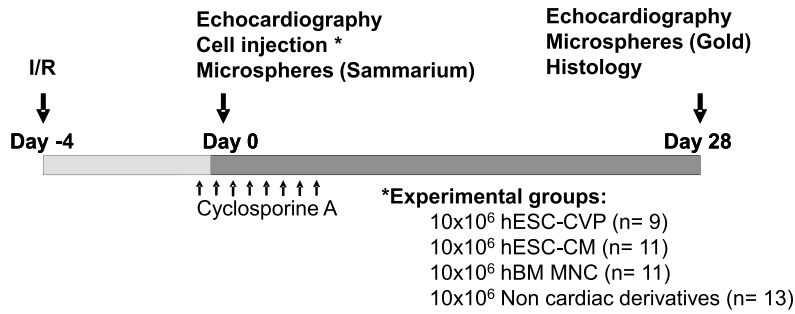 Echocardiography
Cell injection *
Microspheres (Sammarium)
Echocardiography
Microspheres (Gold)
Histology
I/R
Day -4
Day 0
Day 28
Cyclosporine A
*Experimental groups:
10x10⁶ hESC-CVP (n= 9)
10x10⁶ hESC-CM (n= 11)
10x10⁶ hBM MNC (n= 11)
10x10⁶ Non cardiac derivatives (n= 13)